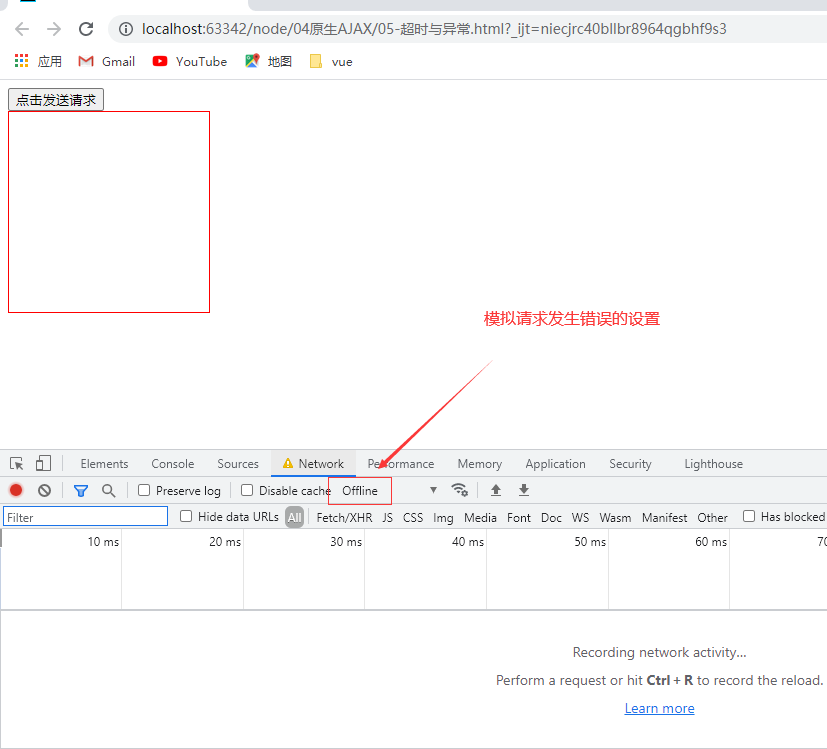 localhost:63342/node/04原生AJAX/05-超时与异常.html?_ijt=niecjrc40bllbr8964qgbhf9s3
应用 Gmail YouTube 地图 vue
点击发送请求
模拟请求发生错误的设置
Elements Console Sources Network Performance Memory Application Security Lighthouse
Preserve log Disable cache Offline
Filter Hide data URLs All Fetch/XHR JS CSS Img Media Font Doc WS Wasm Manifest Other Has blocked
10 ms 20 ms 30 ms 40 ms 50 ms 60 ms 70
Recording network activity…
Perform a request or hit Ctrl + R to record the reload.
Learn more